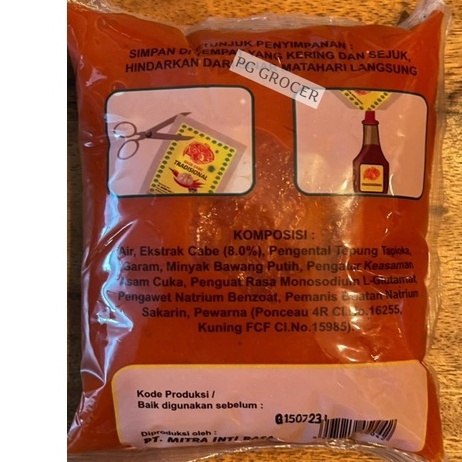 PETUNJUK PENYIMPANAN :
SIMPAN DI TEMPAT YANG KERING DAN SEJUK,
HINDARKAN DARI MATAHARI LANGSUNG
PG GROCER
TRADISIONAL
TRADISIONAL
KOMPOSISI :
Air, Ekstrak Cabe (8.0%), Pengental Tepung Tapioka,
Garam, Minyak Bawang Putih, Pengatur Keasaman
Asam Cuka, Penguat Rasa Monosodium L-Glutamat,
Pengawet Natrium Benzoat, Pemanis Buatan Natrium
Sakarin, Pewarna (Ponceau 4R CI.No.16255,
Kuning FCF CI.No.15985)
Kode Produksi /
Baik digunakan sebelum :
G150723
Diproduksi oleh :
PT. MITRA INTI